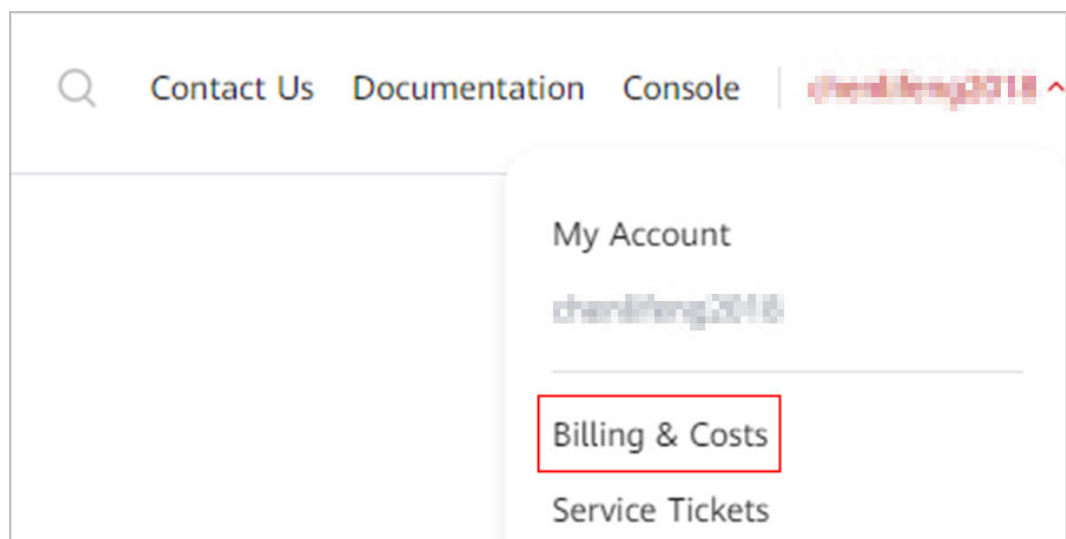 Contact Us Documentation Console
My Account
Billing & Costs
Service Tickets